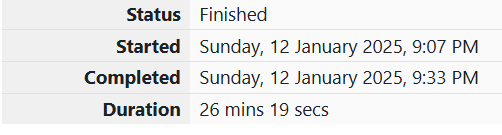 Status Finished
Started Sunday, 12 January 2025, 9:07 PM
Completed Sunday, 12 January 2025, 9:33 PM
Duration 26 mins 19 secs